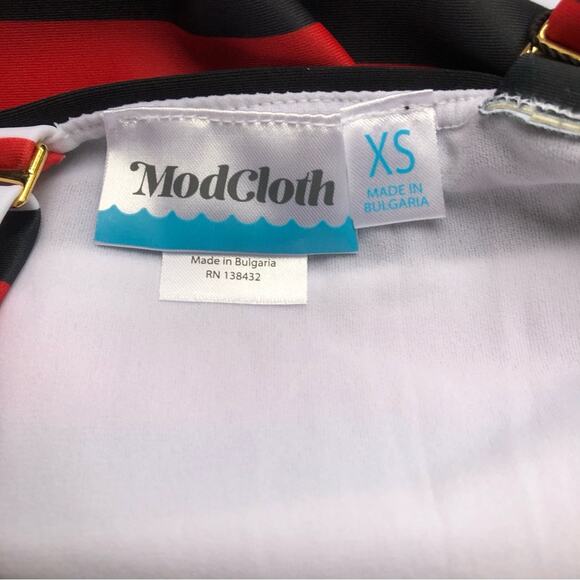 ModCloth
XS
MADE IN
BULGARIA
Made in Bulgaria
RN 138432